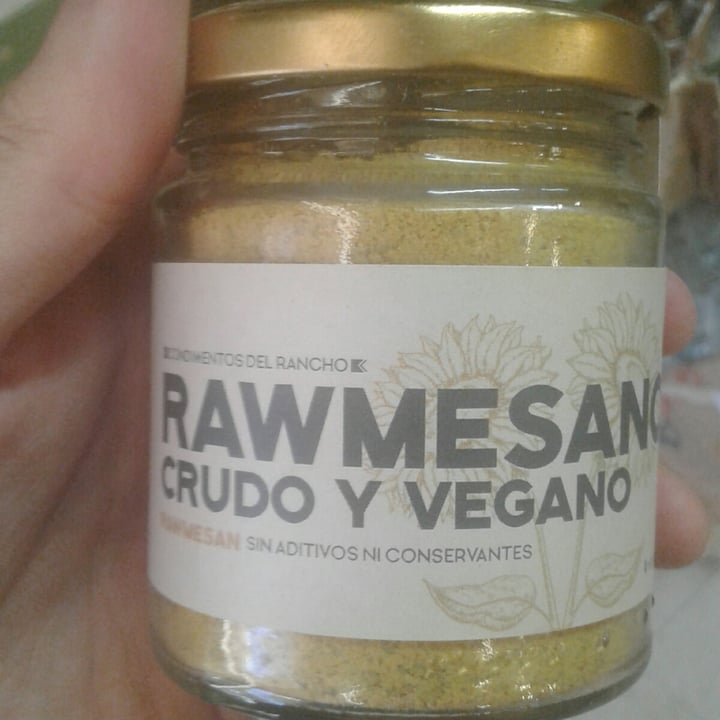 CONDIMENTOS DEL RANCHO
RAWMESANO
CRUDO Y VEGANO
RAWMESAN SIN ADITIVOS NI CONSERVANTES